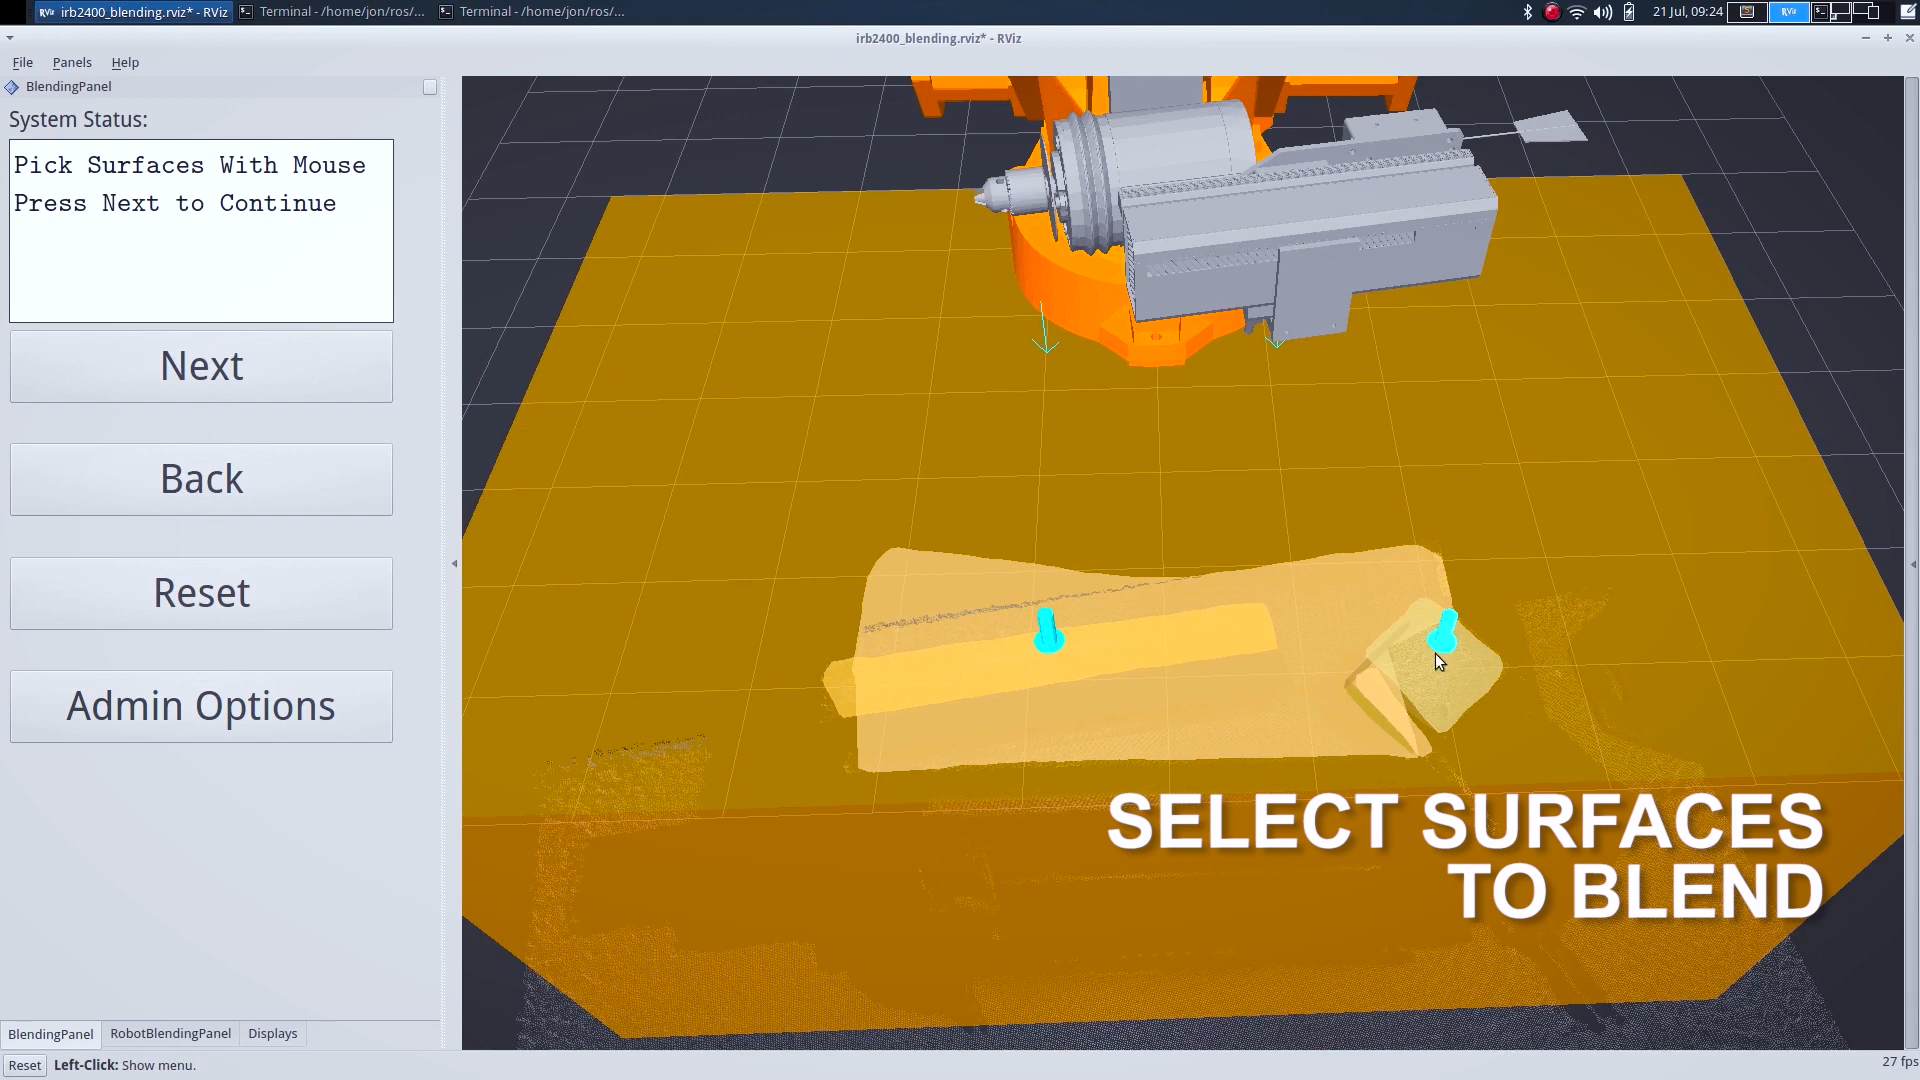 irb2400_blending.rviz* - RViz
Terminal - /home/jon/ros/...
Terminal - /home/jon/ros/...
21 Jul, 09:24
irb2400_blending.rviz* - RViz
File Panels Help
BlendingPanel
System Status:
Pick Surfaces With Mouse
Press Next to Continue
Next
Back
Reset
Admin Options
SELECT SURFACES
TO BLEND
BlendingPanel RobotBlendingPanel Displays
Reset Left-Click: Show menu.
27 fps